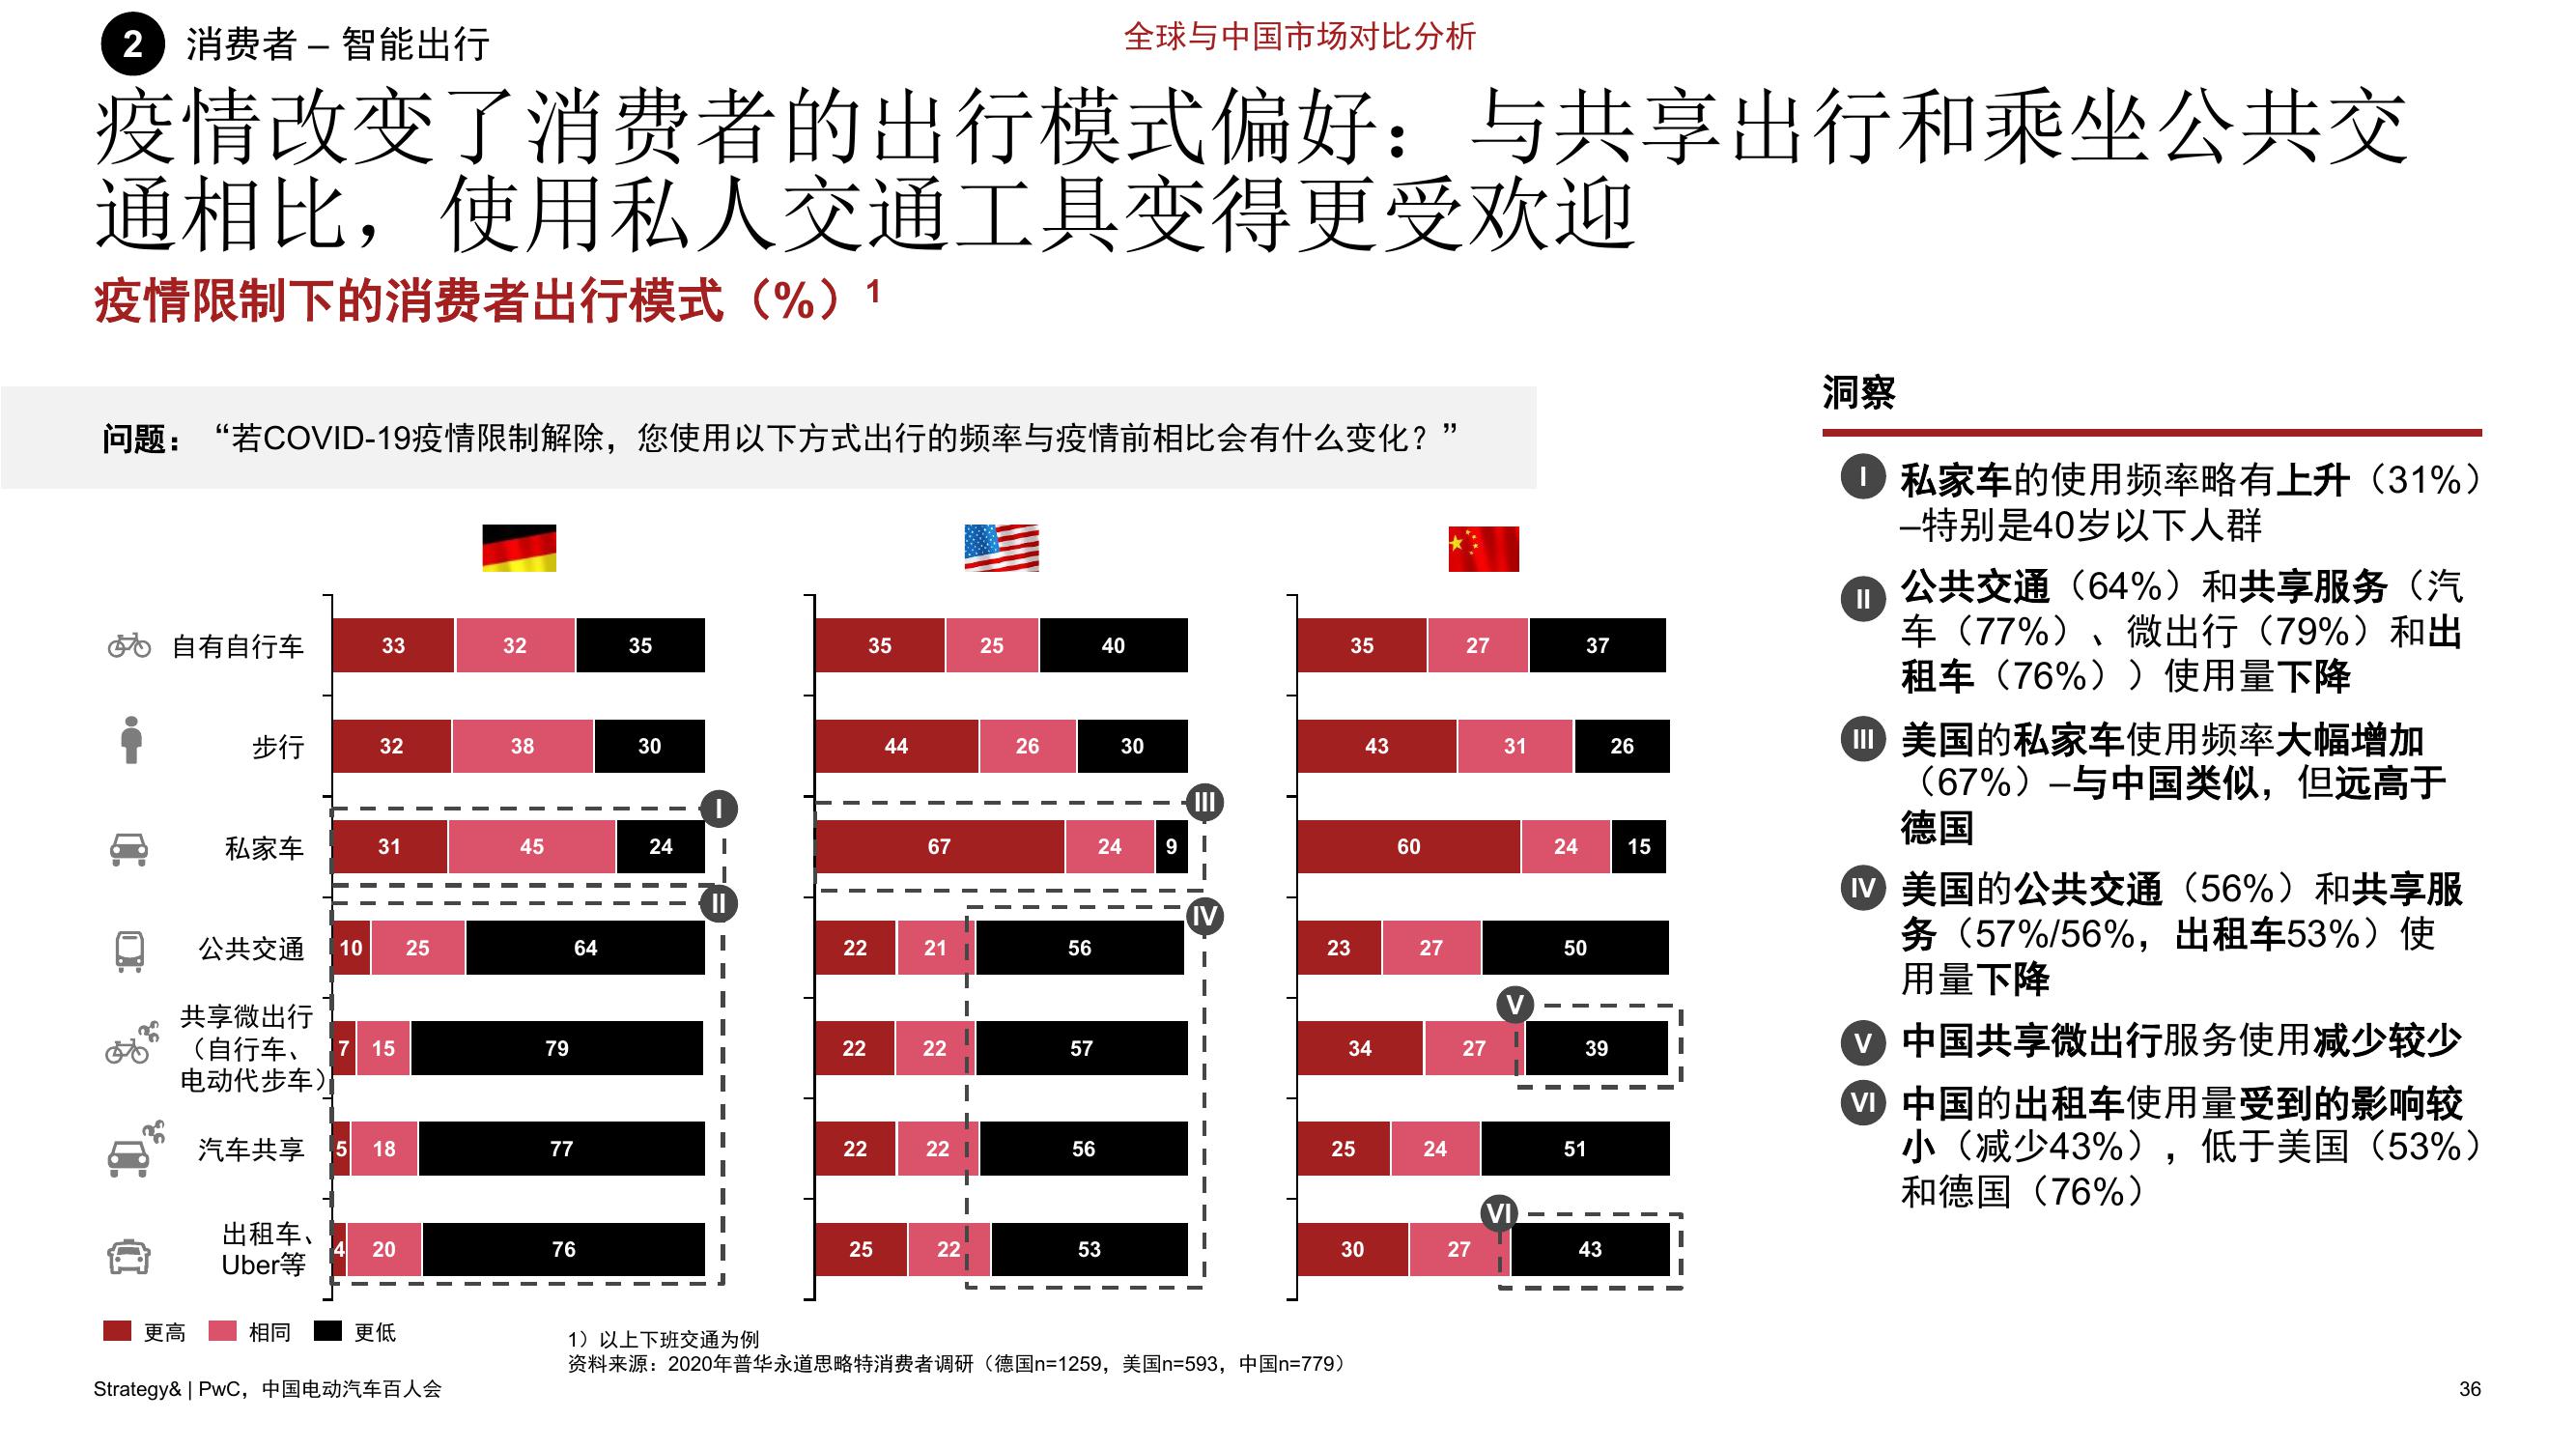 2 消费者 – 智能出行
全球与中国市场对比分析
疫情改变了消费者的出行模式偏好：与共享出行和乘坐公共交
通相比，使用私人交通工具变得更受欢迎
疫情限制下的消费者出行模式（%）1
问题：“若COVID-19疫情限制解除，您使用以下方式出行的频率与疫情前相比会有什么变化？”
自有自行车 33 32 35 35 25 40 35 27 37
步行 32 38 30 44 26 30 43 31 26
I III
私家车 31 45 24 67 24 9 60 24 15
II IV
公共交通 10 25 64 22 21 56 23 27 50
V
共享微出行
（自行车、
电动代步车）
7 15 79 22 22 57 34 27 39
汽车共享 5 18 77 22 22 56 25 24 51
VI
出租车、
Uber等
4 20 76 25 22 53 30 27 43
更高 相同 更低
洞察
I 私家车的使用频率略有上升（31%）
–特别是40岁以下人群
II 公共交通（64%）和共享服务（汽
车（77%）、微出行（79%）和出
租车（76%））使用量下降
III 美国的私家车使用频率大幅增加
（67%）–与中国类似，但远高于
德国
IV 美国的公共交通（56%）和共享服
务（57%/56%，出租车53%）使
用量下降
V 中国共享微出行服务使用减少较少
VI 中国的出租车使用量受到的影响较
小（减少43%），低于美国（53%）
和德国（76%）
1）以上下班交通为例
资料来源：2020年普华永道思略特消费者调研（德国n=1259，美国n=593，中国n=779）
Strategy& | PwC，中国电动汽车百人会
36